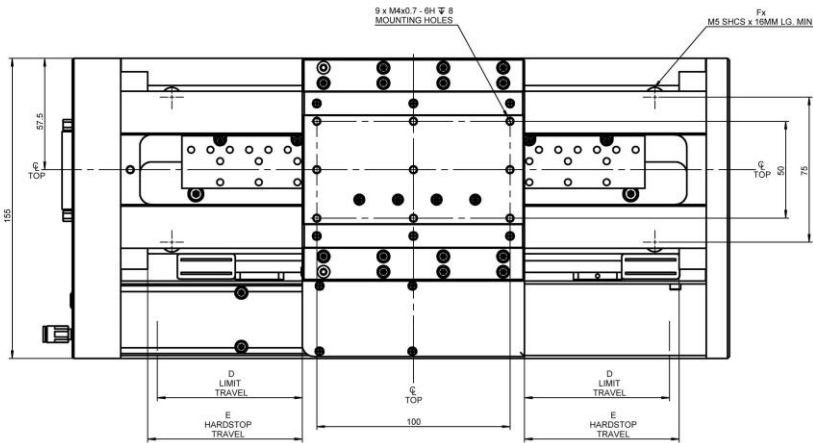 9 x M4x0.7 - 6H ↧ 8
MOUNTING HOLES
Fx
M5 SHCS x 16MM LG. MIN
57.5
155
℄
TOP
℄
TOP
50
75
D
LIMIT
TRAVEL
E
HARDSTOP
TRAVEL
℄
TOP
100
D
LIMIT
TRAVEL
E
HARDSTOP
TRAVEL